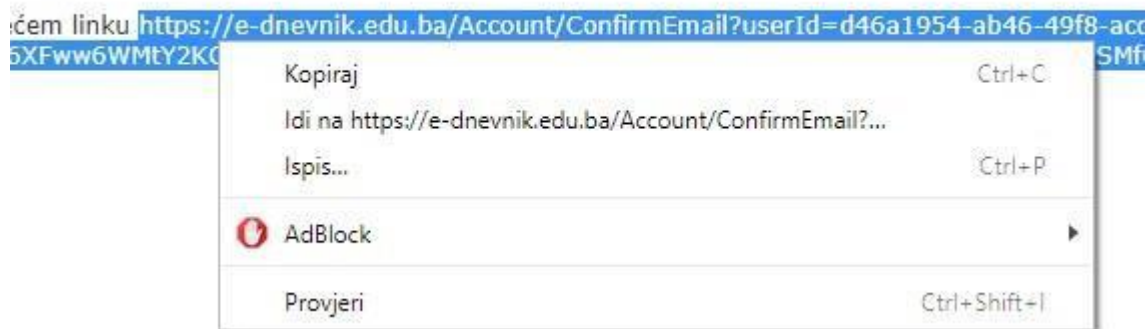 ćem linku https://e-dnevnik.edu.ba/Account/ConfirmEmail?userId=d46a1954-ab46-49f8-acc
6XFww6WMtY2K
Kopiraj Ctrl+C
Idi na https://e-dnevnik.edu.ba/Account/ConfirmEmail?...
Ispis... Ctrl+P
AdBlock
Provjeri Ctrl+Shift+I